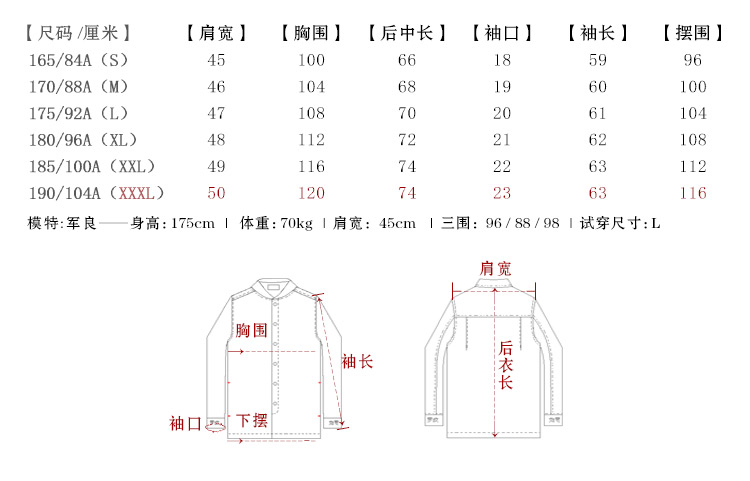 【尺码/厘米】 【肩宽】 【胸围】 【后中长】 【袖口】 【袖长】 【摆围】
165/84A（S） 45 100 66 18 59 96
170/88A（M） 46 104 68 19 60 100
175/92A（L） 47 108 70 20 61 104
180/96A（XL） 48 112 72 21 62 108
185/100A（XXL） 49 116 74 22 63 112
190/104A（XXXL） 50 120 74 23 63 116
模特:军良——身高:175cm | 体重:70kg | 肩宽: 45cm | 三围: 96/88/98 | 试穿尺寸: L
肩宽
胸围
袖长
后衣长
袖口
下摆